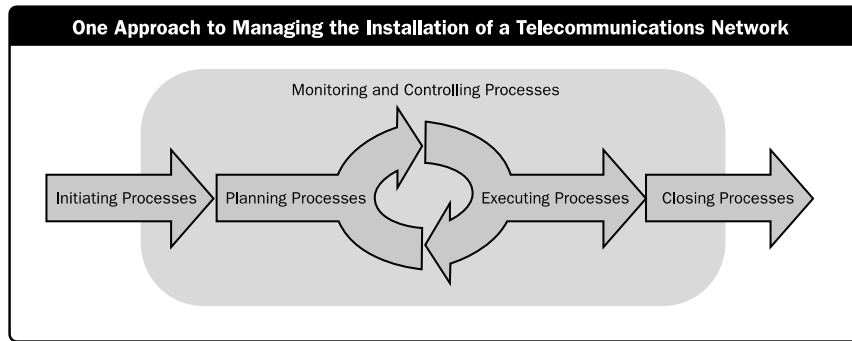 One Approach to Managing the Installation of a Telecommunications Network
Monitoring and Controlling Processes
Initiating Processes
Planning Processes
Executing Processes
Closing Processes